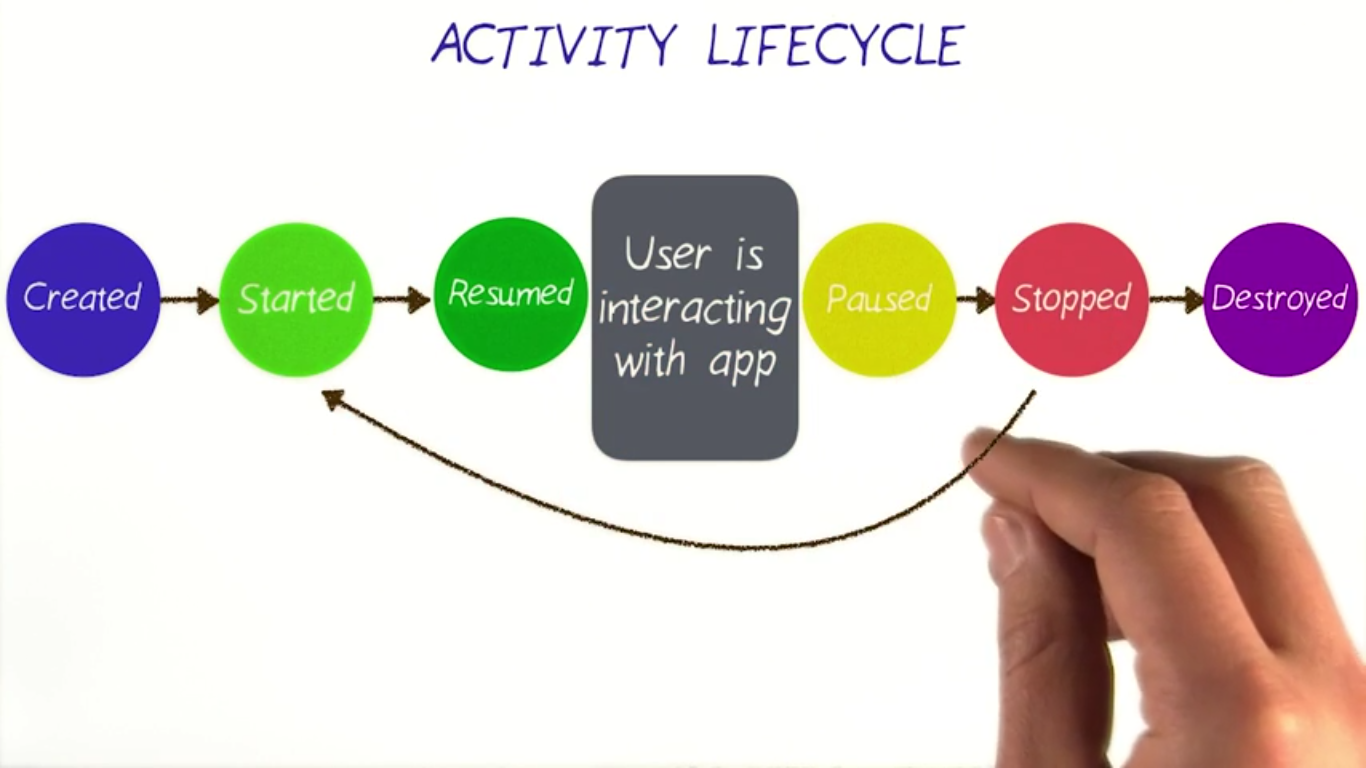 ACTIVITY LIFECYCLE
Created
Started
Resumed
User is
interacting
with app
Paused
Stopped
Destroyed